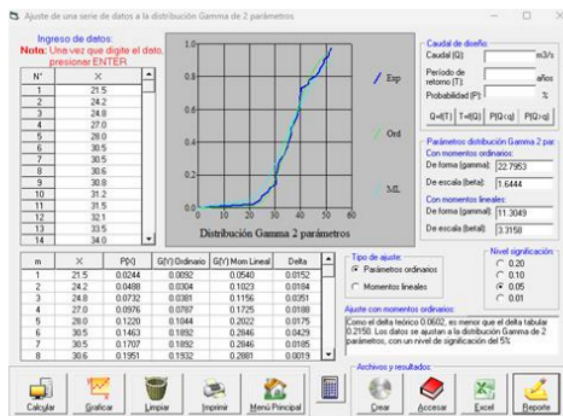 Ajuste de una serie de datos a la distribución Gamma de 2 parámetros
Ingreso de datos:
Nota: Una vez que digite el dato, presionar ENTER
N° X
1 21.5
2 24.2
3 24.8
4 27.0
5 28.0
6 30.5
7 30.5
8 30.6
9 30.8
10 31.2
11 31.5
12 32.1
13 33.5
14 34.0
1.0
0.8
0.6
0.4
0.2
0.0
0 10 20 30 40 50 60
Exp
Ord
ML
Distribución Gamma 2 parámetros
Caudal de diseño:
Caudal (Q): m3/s
Período de retorno (T): años
Probabilidad (P): %
Q=f(T) T=f(Q) P(Q<q) P(Q>q)
Parámetros distribución Gamma 2 par:
Con momentos ordinarios:
De forma (gamma): 22.7953
De escala (beta): 1.6444
Con momentos lineales:
De forma (gamma): 11.3049
De escala (beta): 3.3158
m X P(X) G(Y) Ordinario G(Y) Mom Lineal Delta
1 21.5 0.0244 0.0092 0.0540 0.0152
2 24.2 0.0488 0.0304 0.1023 0.0184
3 24.8 0.0732 0.0381 0.1156 0.0351
4 27.0 0.0976 0.0787 0.1725 0.0188
5 28.0 0.1220 0.1044 0.2022 0.0175
6 30.5 0.1463 0.1892 0.2846 0.0429
7 30.5 0.1707 0.1892 0.2846 0.0185
8 30.6 0.1951 0.1932 0.2881 0.0019
Tipo de ajuste:
Parámetros ordinarios
Momentos lineales
Nivel significación:
0.20
0.10
0.05
0.01
Ajuste con momentos ordinarios:
Como el delta teórico 0.0602, es menor que el delta tabular
0.2150. Los datos se ajustan a la distribución Gamma de 2
parámetros, con un nivel de significación del 5%
Archivos y resultados:
Calcular Graficar Limpiar Imprimir Menú Principal Crear Accesar Excel Reporte